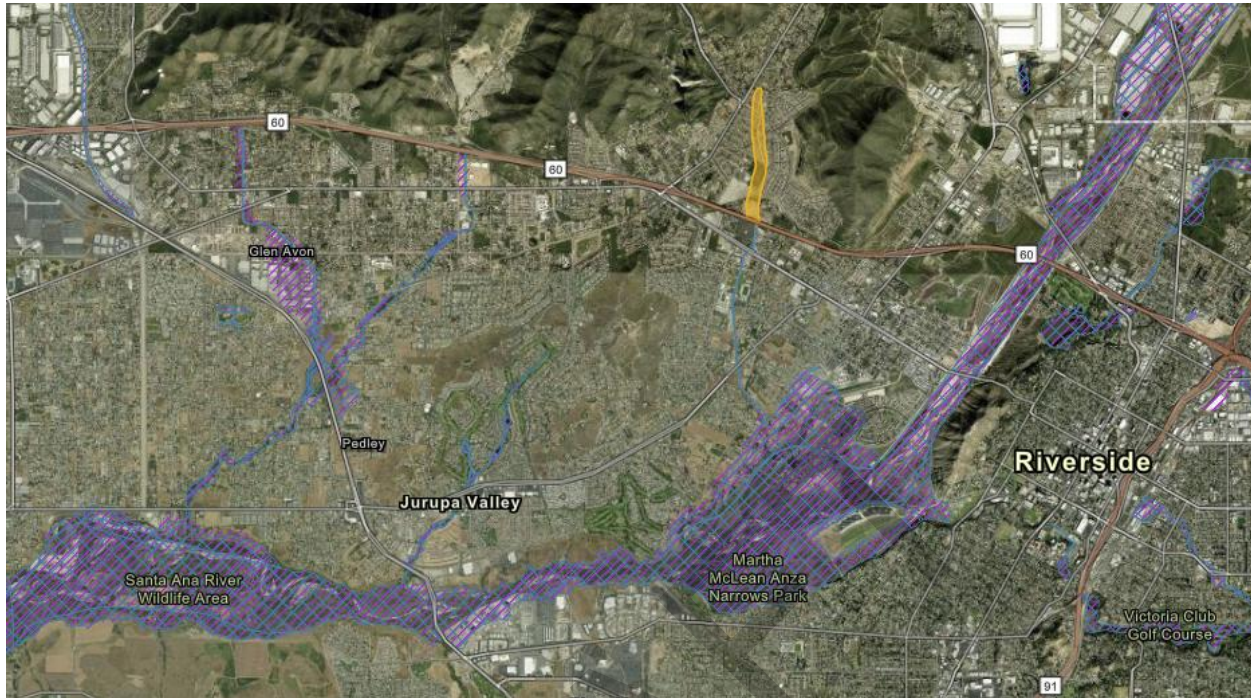 60
60
Glen Avon
60
Pedley
Riverside
Jurupa Valley
Martha
McLean Anza
Narrows Park
Santa Ana River
Wildlife Area
Victoria Club
Golf Course
91